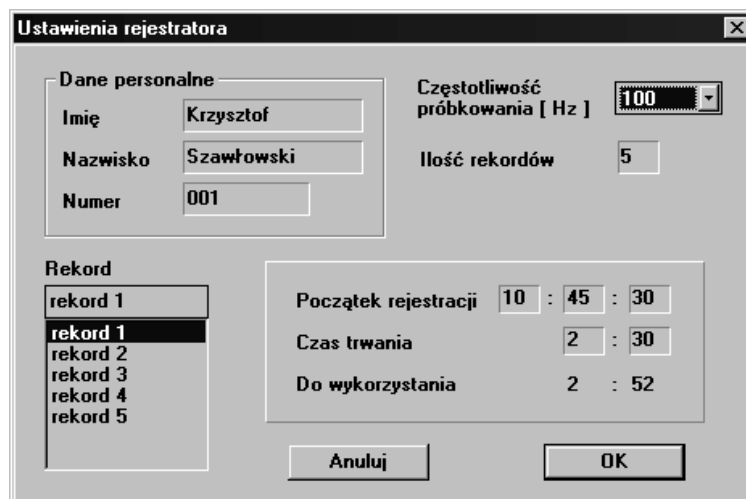 Ustawienia rejestratora
Dane personalne
Imię Krzysztof
Nazwisko Szawłowski
Numer 001
Częstotliwość
próbkowania [ Hz ] 100
Ilość rekordów 5
Rekord
rekord 1
rekord 1
rekord 2
rekord 3
rekord 4
rekord 5
Początek rejestracji 10 : 45 : 30
Czas trwania 2 : 30
Do wykorzystania 2 : 52
Anuluj OK